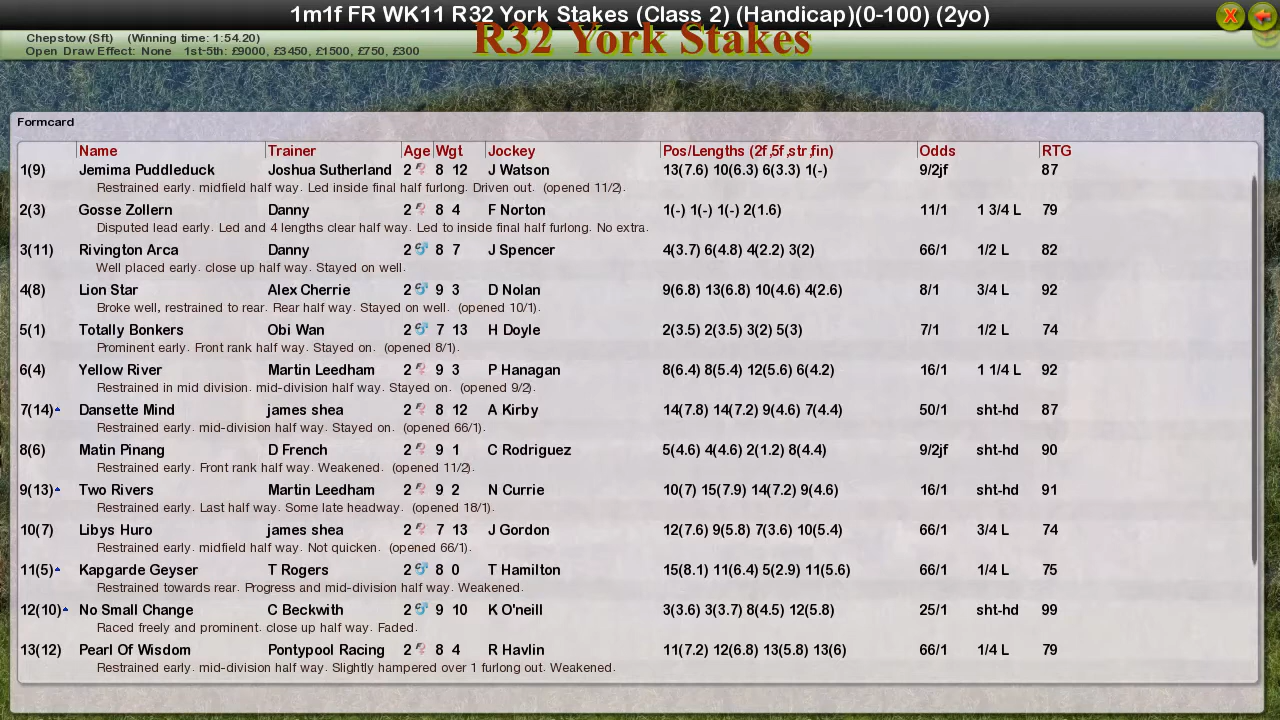 1m1f FR WK11 R32 York Stakes (Class 2) (Handicap)(0-100) (2yo)
R32 York Stakes
Chepstow (Sft) (Winning time: 1:54.20)
Open Draw Effect: None 1st-5th: £9000, £3450, £1500, £750, £300
Formcard
Name Trainer Age Wgt Jockey Pos/Lengths (2f,5f,str,fin) Odds RTG
1(9) Jemima Puddleduck Joshua Sutherland 2 8 12 J Watson 13(7.6) 10(6.3) 6(3.3) 1(-) 9/2jf 87
Restrained early. midfield half way. Led inside final half furlong. Driven out. (opened 11/2).
2(3) Gosse Zollern Danny 2 8 4 F Norton 1(-) 1(-) 1(-) 2(1.6) 11/1 1 3/4 L 79
Disputed lead early. Led and 4 lengths clear half way. Led to inside final half furlong. No extra.
3(11) Rivington Arca Danny 2 8 7 J Spencer 4(3.7) 6(4.8) 4(2.2) 3(2) 66/1 1/2 L 82
Well placed early. close up half way. Stayed on well.
4(8) Lion Star Alex Cherrie 2 9 3 D Nolan 9(6.8) 13(6.8) 10(4.6) 4(2.6) 8/1 3/4 L 92
Broke well, restrained to rear. Rear half way. Stayed on well. (opened 10/1).
5(1) Totally Bonkers Obi Wan 2 7 13 H Doyle 2(3.5) 2(3.5) 3(2) 5(3) 7/1 1/2 L 74
Prominent early. Front rank half way. Stayed on. (opened 8/1).
6(4) Yellow River Martin Leedham 2 9 3 P Hanagan 8(6.4) 8(5.4) 12(5.6) 6(4.2) 16/1 1 1/4 L 92
Restrained in mid division. mid-division half way. Stayed on. (opened 9/2).
7(14) Dansette Mind james shea 2 8 12 A Kirby 14(7.8) 14(7.2) 9(4.6) 7(4.4) 50/1 sht-hd 87
Restrained early. mid-division half way. Stayed on. (opened 66/1).
8(6) Matin Pinang D French 2 9 1 C Rodriguez 5(4.6) 4(4.6) 2(1.2) 8(4.4) 9/2jf sht-hd 90
Restrained early. Front rank half way. Weakened. (opened 11/2).
9(13) Two Rivers Martin Leedham 2 9 2 N Currie 10(7) 15(7.9) 14(7.2) 9(4.6) 16/1 sht-hd 91
Restrained early. Last half way. Some late headway. (opened 18/1).
10(7) Libys Huro james shea 2 7 13 J Gordon 12(7.6) 9(5.8) 7(3.6) 10(5.4) 66/1 3/4 L 74
Restrained early. midfield half way. Not quicken. (opened 66/1).
11(5) Kapgarde Geyser T Rogers 2 8 0 T Hamilton 15(8.1) 11(6.4) 5(2.9) 11(5.6) 66/1 1/4 L 75
Restrained towards rear. Progress and mid-division half way. Weakened.
12(10) No Small Change C Beckwith 2 9 10 K O'neill 3(3.6) 3(3.7) 8(4.5) 12(5.8) 25/1 sht-hd 99
Raced freely and prominent. close up half way. Faded.
13(12) Pearl Of Wisdom Pontypool Racing 2 8 4 R Havlin 11(7.2) 12(6.8) 13(5.8) 13(6) 66/1 1/4 L 79
Restrained early. mid-division half way. Slightly hampered over 1 furlong out. Weakened.